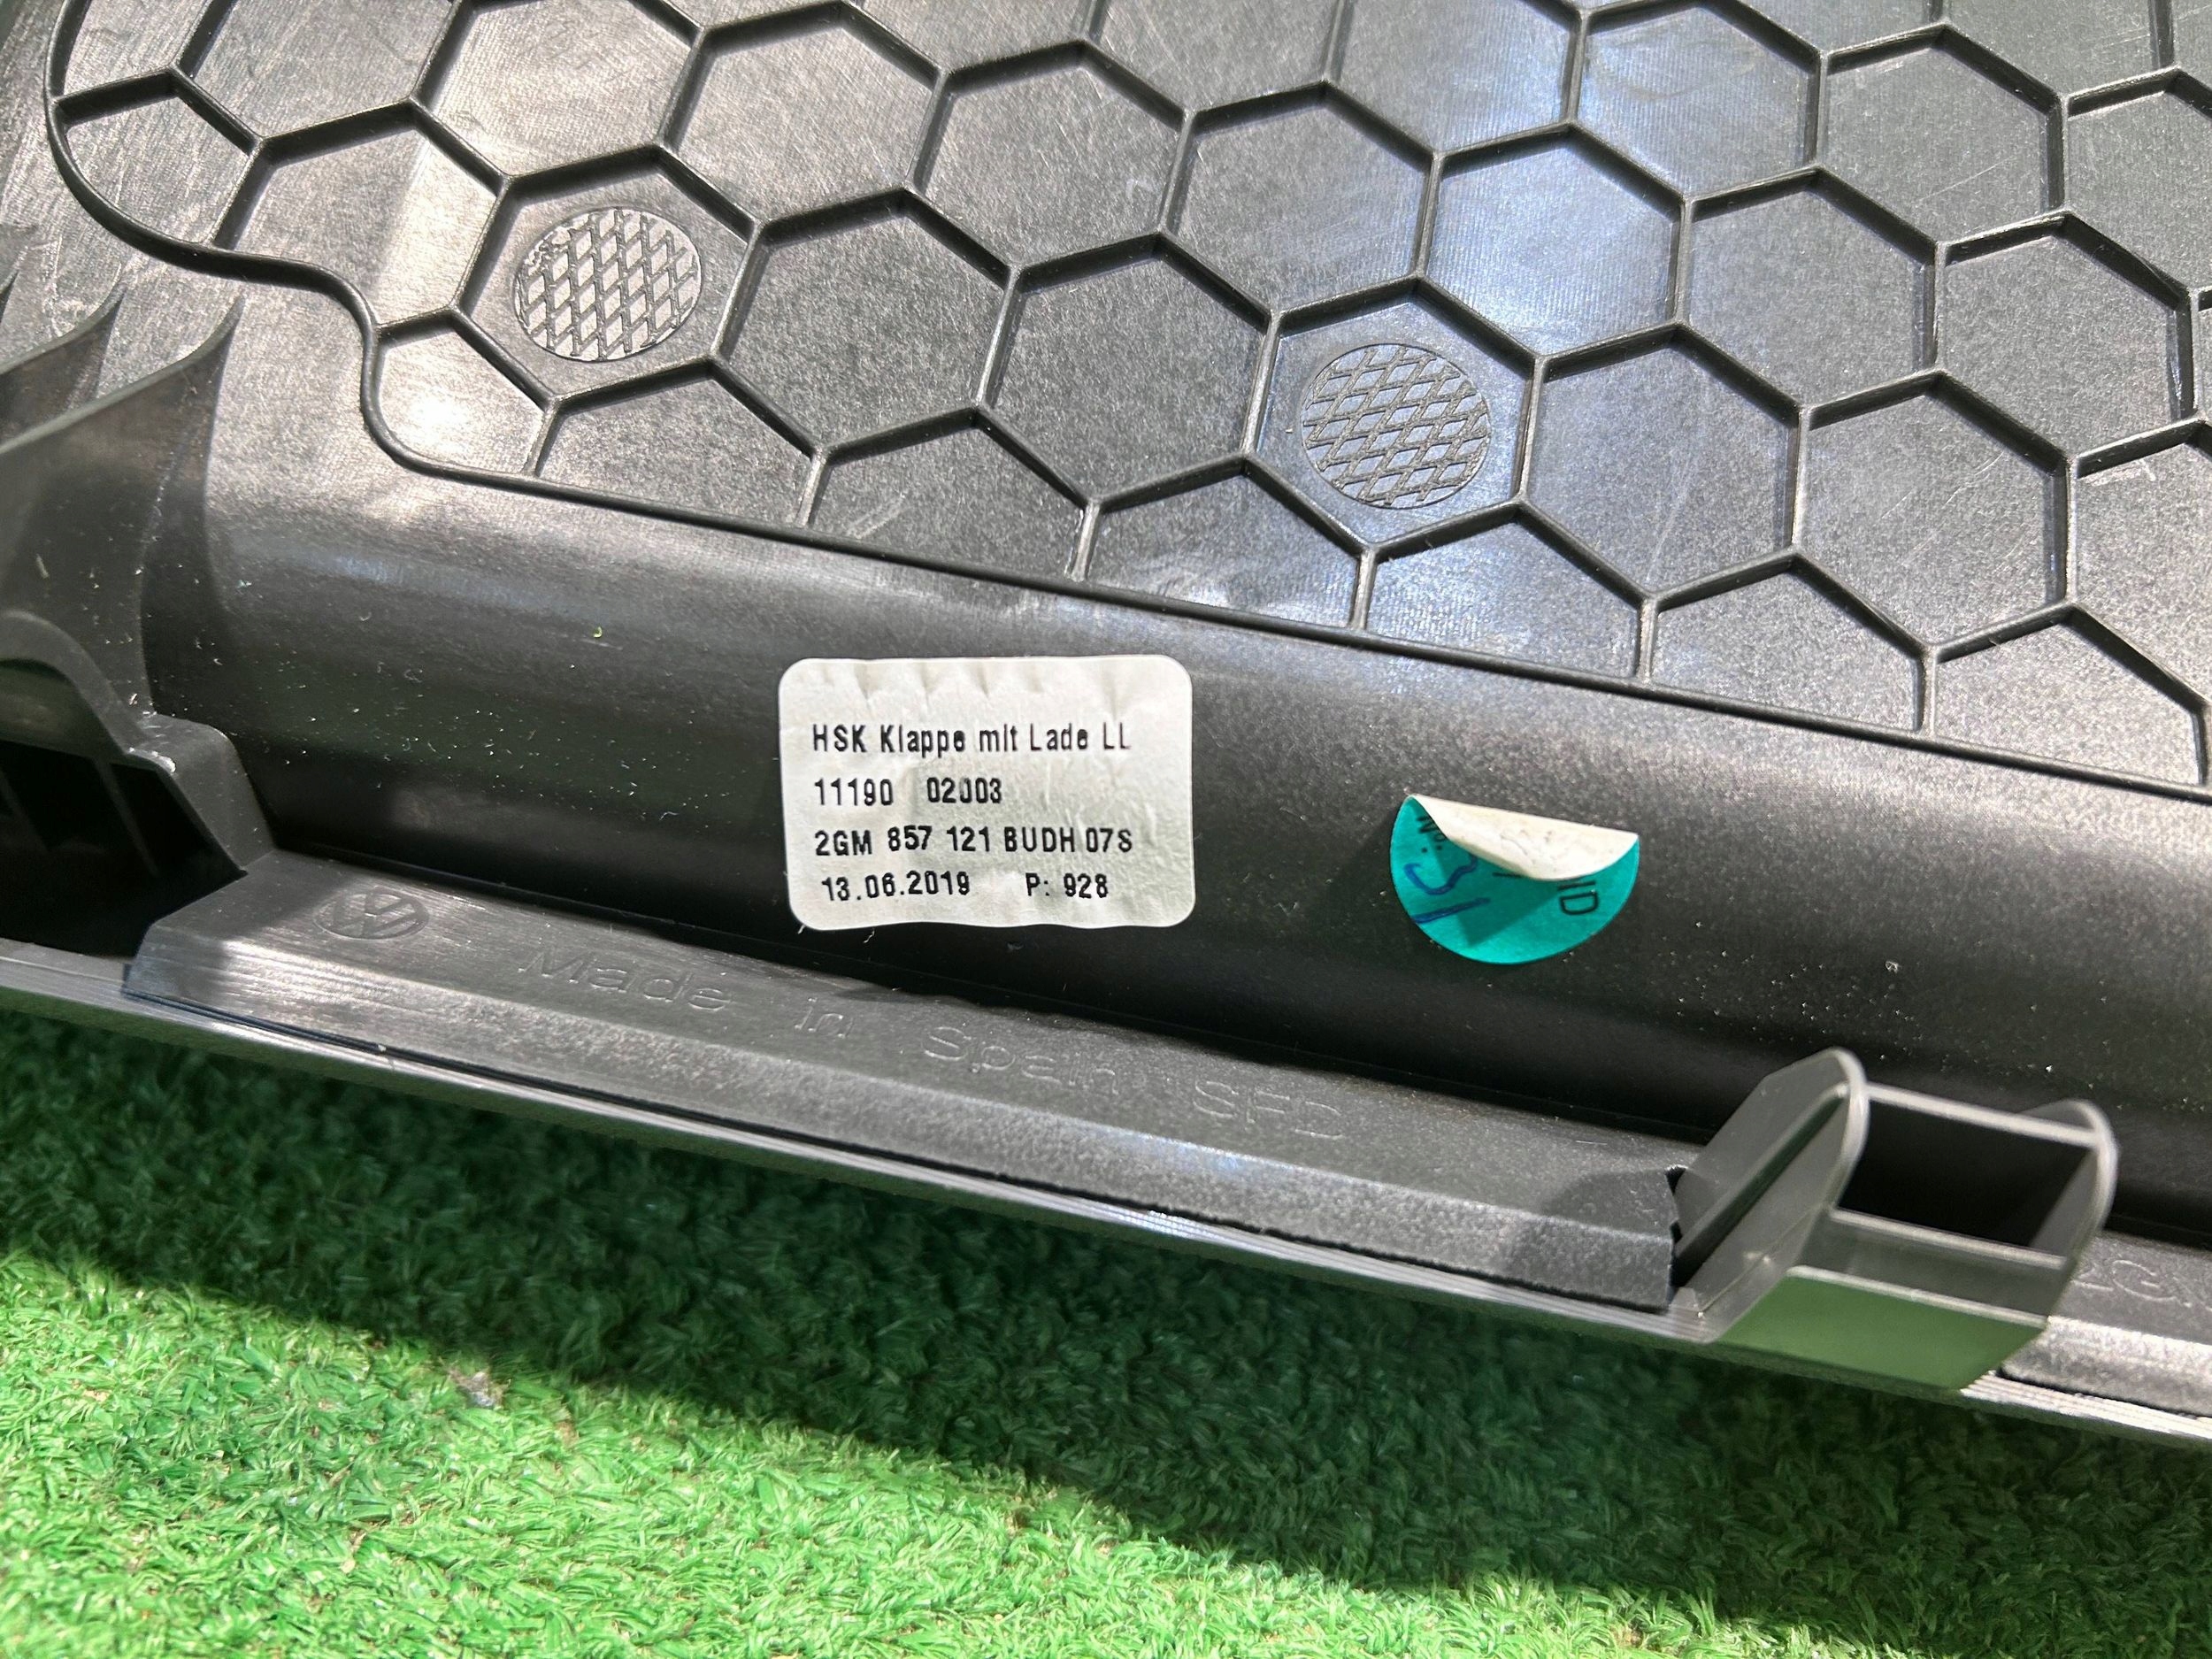 HSK Klappe mit Lade LL
11190 02003
2GM 857 121 BUDH 07S
13.06.2019 P: 928
Made in Spain SFD